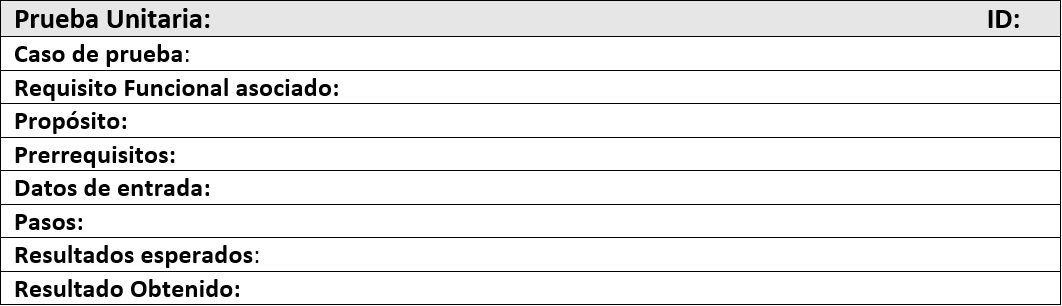 Prueba Unitaria: ID:
Caso de prueba:
Requisito Funcional asociado:
Propósito:
Prerrequisitos:
Datos de entrada:
Pasos:
Resultados esperados:
Resultado Obtenido: